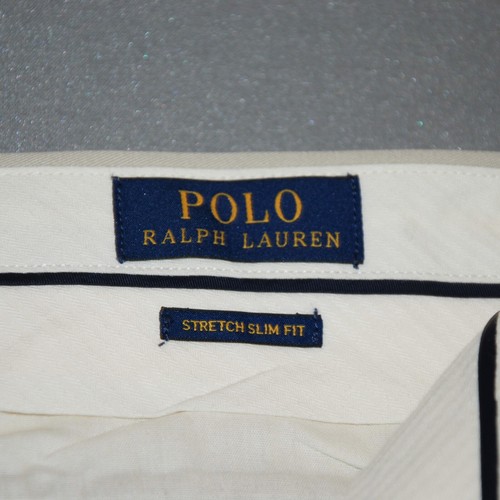 POLO
RALPH LAUREN
STRETCH SLIM FIT